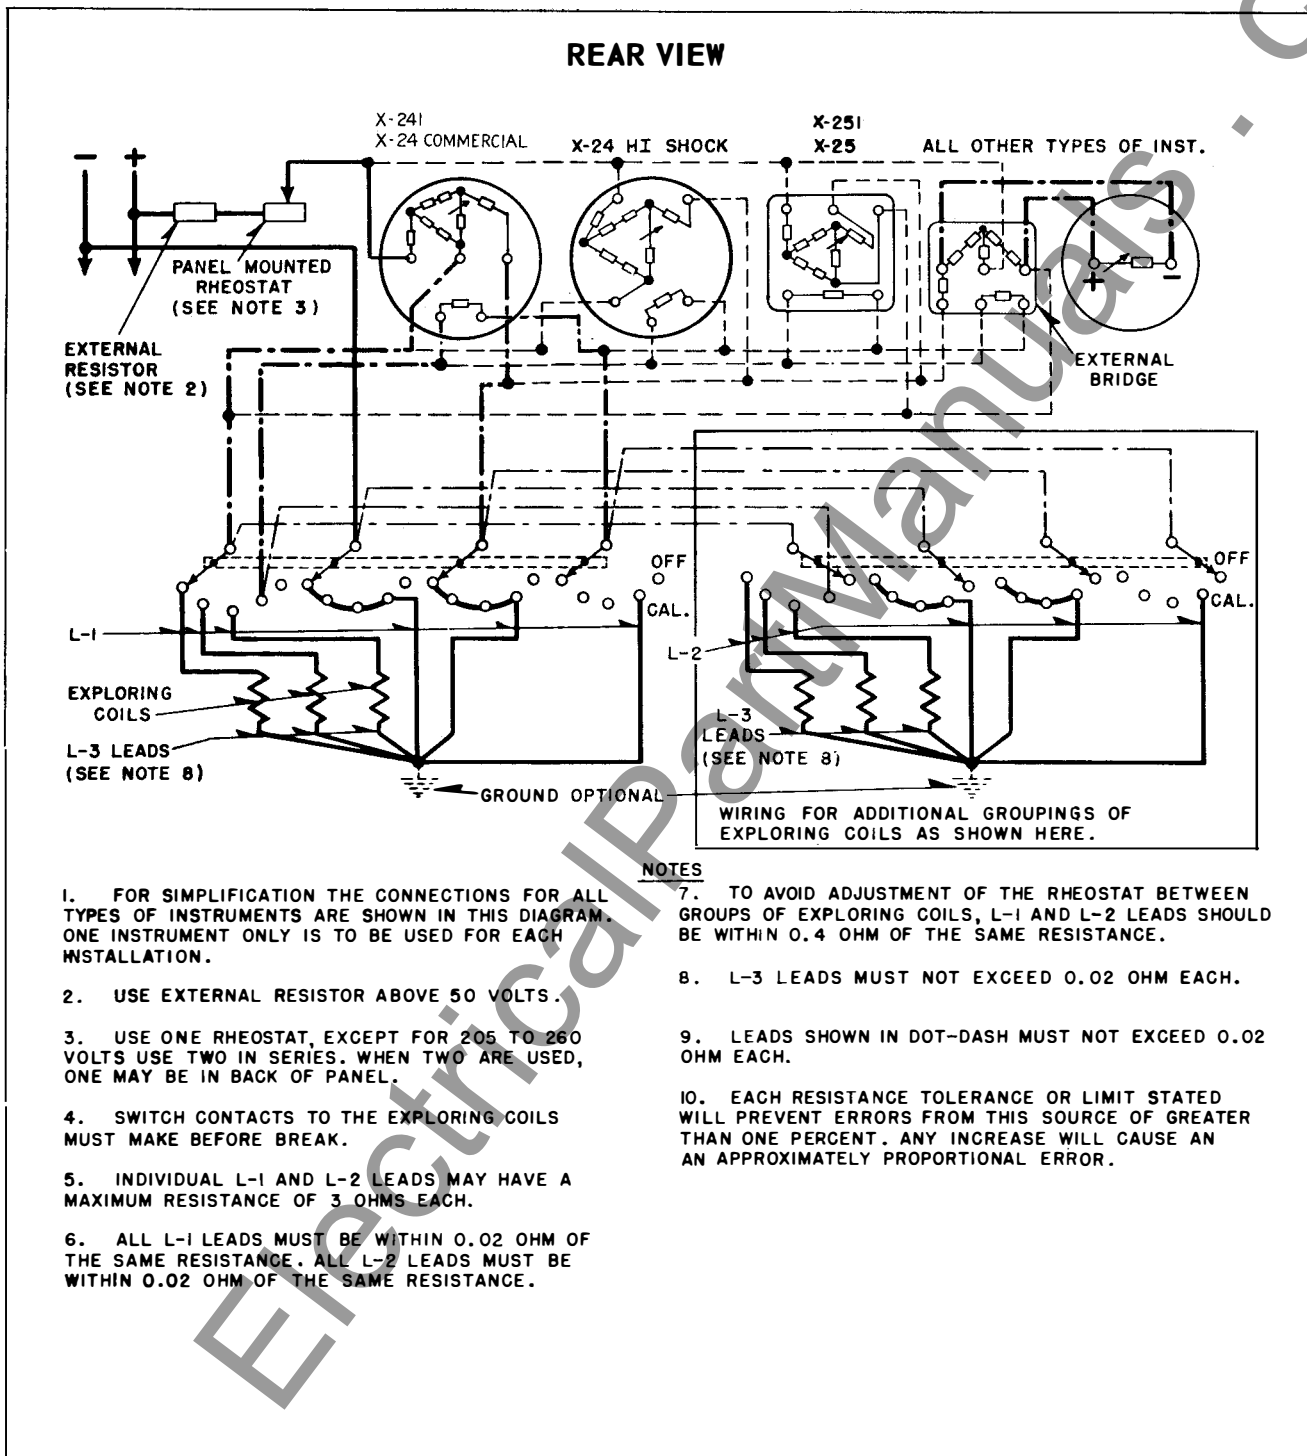 REAR VIEW
X-241
X-24 COMMERCIAL
X-24 HI SHOCK
X-251
X-25
ALL OTHER TYPES OF INST.
− +
PANEL MOUNTED
RHEOSTAT
(SEE NOTE 3)
+ −
EXTERNAL
RESISTOR
(SEE NOTE 2)
EXTERNAL
BRIDGE
OFF
CAL.
OFF
CAL.
L-1
L-2
EXPLORING
COILS
L-3 LEADS
(SEE NOTE 8)
L-3
LEADS
(SEE NOTE 8)
GROUND OPTIONAL
WIRING FOR ADDITIONAL GROUPINGS OF
EXPLORING COILS AS SHOWN HERE.
NOTES
1. FOR SIMPLIFICATION THE CONNECTIONS FOR ALL
TYPES OF INSTRUMENTS ARE SHOWN IN THIS DIAGRAM.
ONE INSTRUMENT ONLY IS TO BE USED FOR EACH
INSTALLATION.
2. USE EXTERNAL RESISTOR ABOVE 50 VOLTS.
3. USE ONE RHEOSTAT, EXCEPT FOR 205 TO 260
VOLTS USE TWO IN SERIES. WHEN TWO ARE USED,
ONE MAY BE IN BACK OF PANEL.
4. SWITCH CONTACTS TO THE EXPLORING COILS
MUST MAKE BEFORE BREAK.
5. INDIVIDUAL L-1 AND L-2 LEADS MAY HAVE A
MAXIMUM RESISTANCE OF 3 OHMS EACH.
6. ALL L-1 LEADS MUST BE WITHIN 0.02 OHM OF
THE SAME RESISTANCE. ALL L-2 LEADS MUST BE
WITHIN 0.02 OHM OF THE SAME RESISTANCE.
7. TO AVOID ADJUSTMENT OF THE RHEOSTAT BETWEEN
GROUPS OF EXPLORING COILS, L-1 AND L-2 LEADS SHOULD
BE WITHIN 0.4 OHM OF THE SAME RESISTANCE.
8. L-3 LEADS MUST NOT EXCEED 0.02 OHM EACH.
9. LEADS SHOWN IN DOT-DASH MUST NOT EXCEED 0.02
OHM EACH.
10. EACH RESISTANCE TOLERANCE OR LIMIT STATED
WILL PREVENT ERRORS FROM THIS SOURCE OF GREATER
THAN ONE PERCENT. ANY INCREASE WILL CAUSE AN
AN APPROXIMATELY PROPORTIONAL ERROR.
ElectricalPartManuals . c